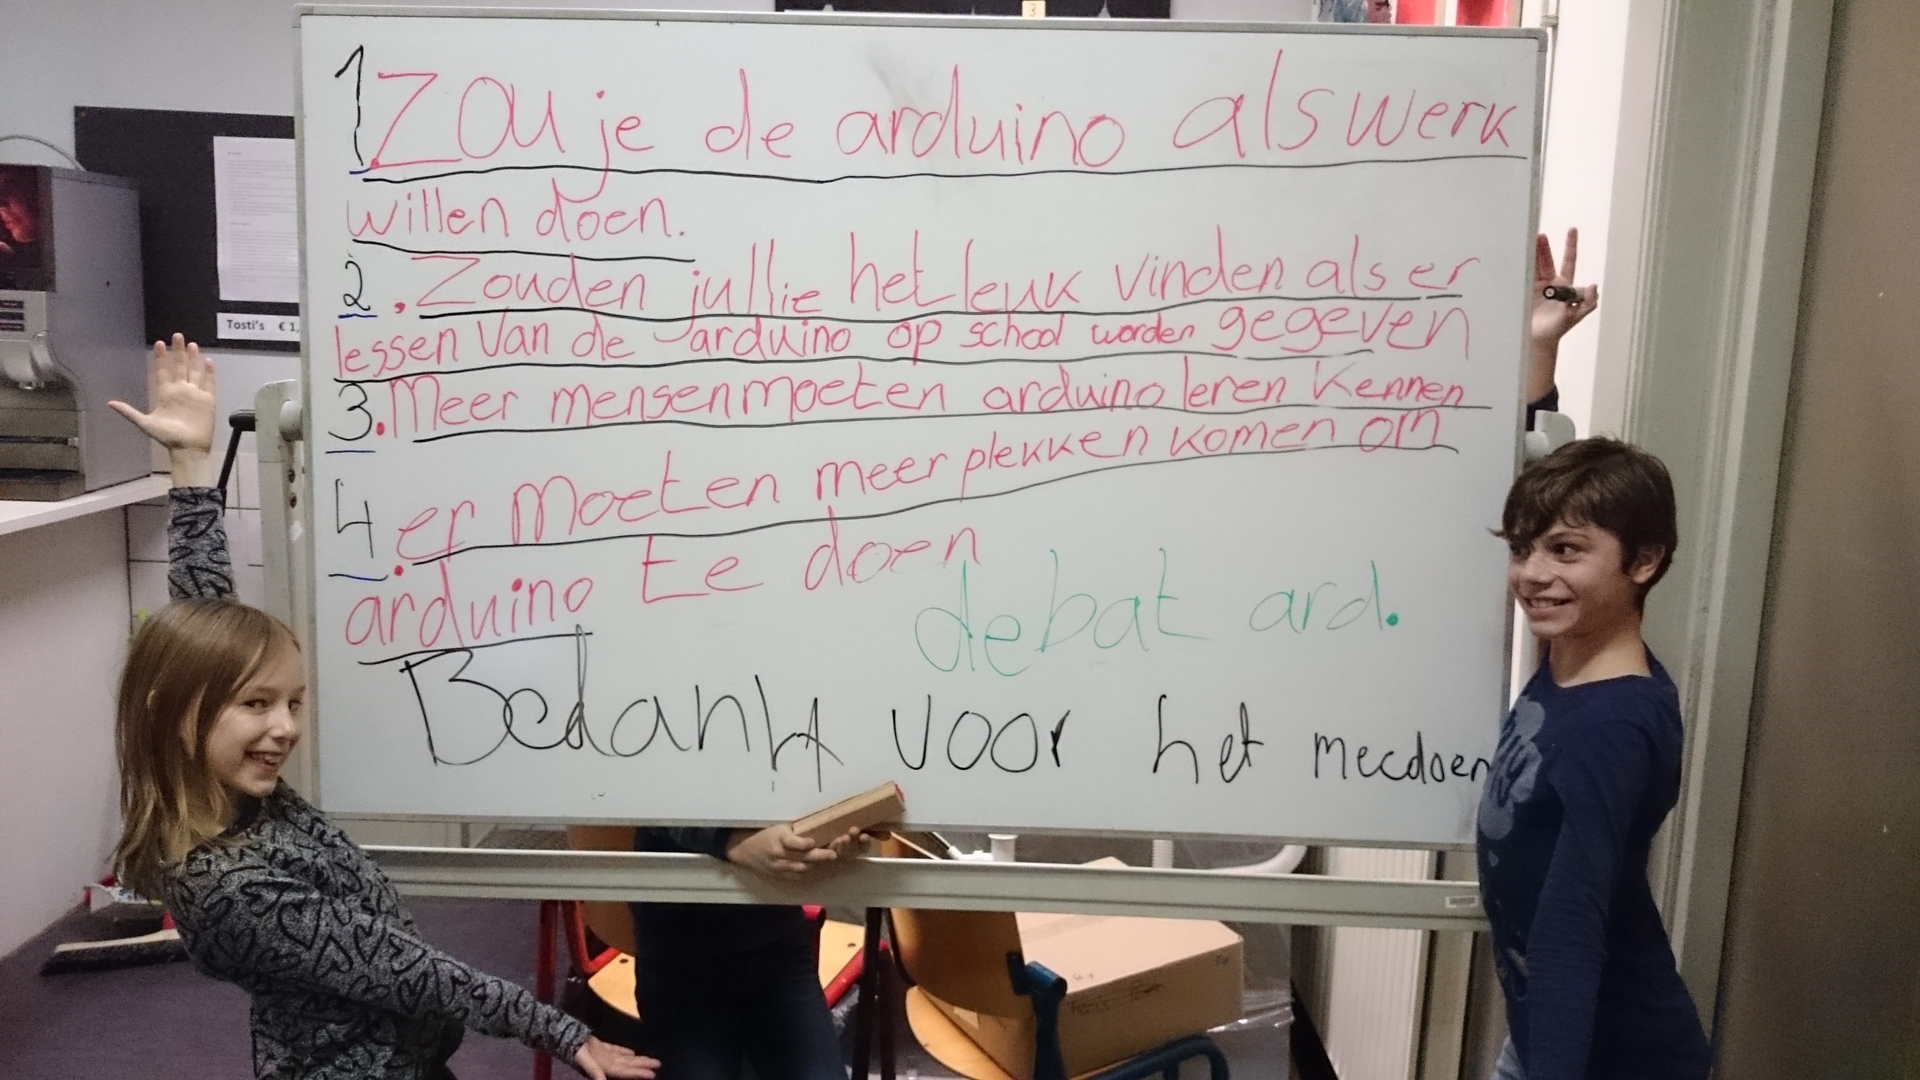 1. Zou je de arduino als werk
willen doen.
2. Zouden jullie het leuk vinden als er
lessen van de arduino op school worden gegeven
3. Meer mensen moeten arduino leren kennen
4. er moeten meer plekken komen om
arduino te doen
debat ard.
Bedankt voor het meedoen
Tosti's € 1,
3